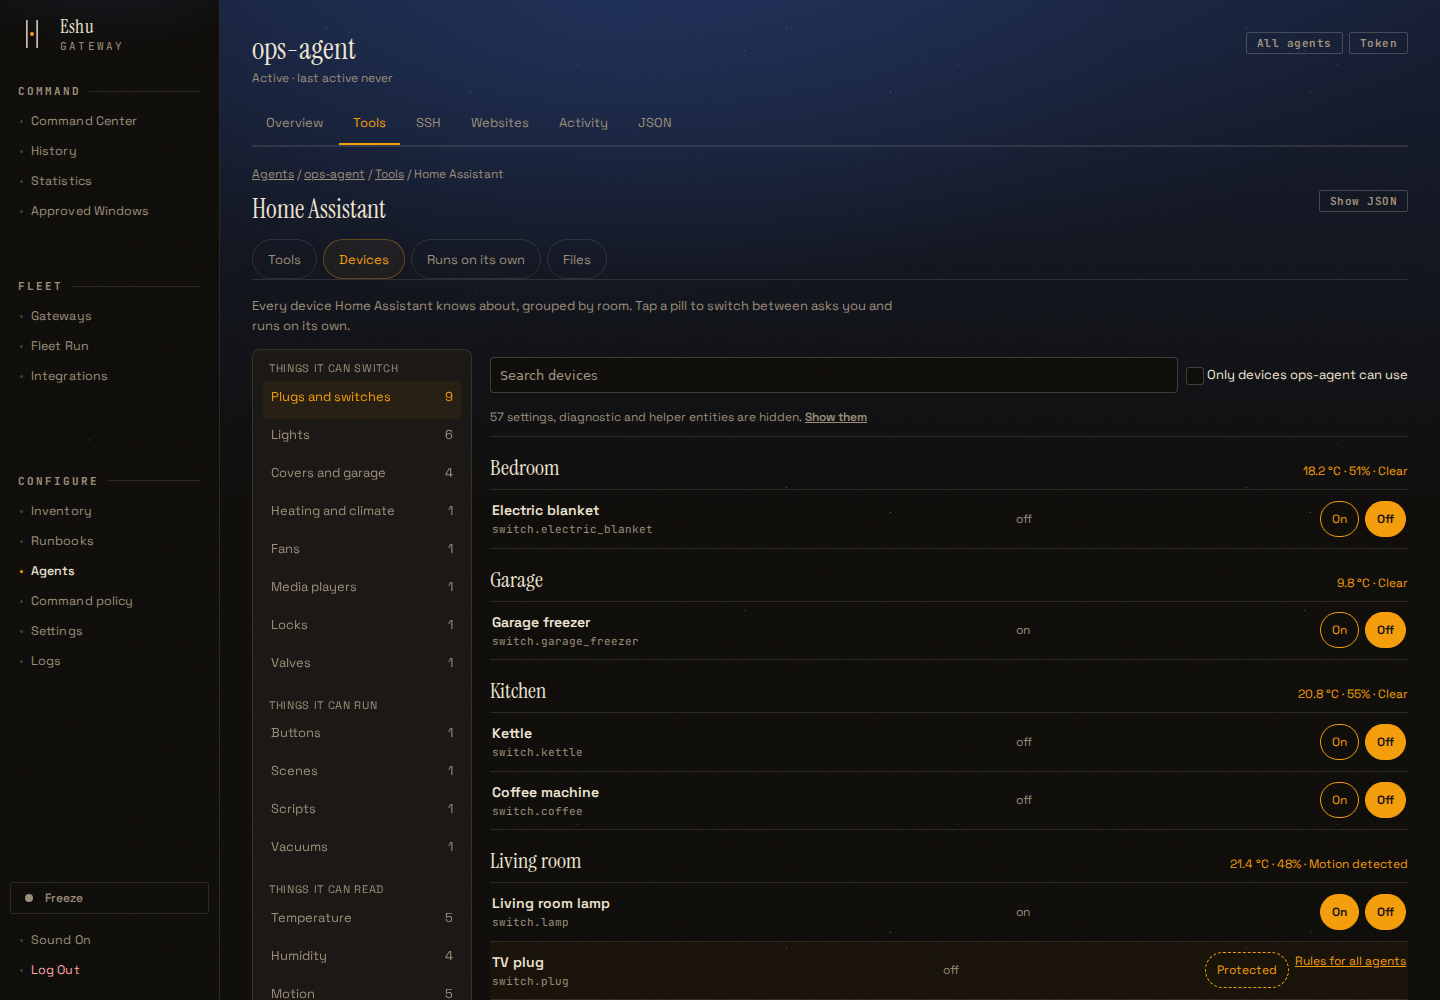 Eshu
GATEWAY
COMMAND
Command Center
History
Statistics
Approved Windows
FLEET
Gateways
Fleet Run
Integrations
CONFIGURE
Inventory
Runbooks
Agents
Command policy
Settings
Logs
Freeze
Sound On
Log Out
ops-agent
Active · last active never
All agents
Token
Overview
Tools
SSH
Websites
Activity
JSON
Agents / ops-agent / Tools / Home Assistant
Home Assistant
Show JSON
Tools
Devices
Runs on its own
Files
Every device Home Assistant knows about, grouped by room. Tap a pill to switch between asks you and
runs on its own.
THINGS IT CAN SWITCH
Plugs and switches 9
Lights 6
Covers and garage 4
Heating and climate 1
Fans 1
Media players 1
Locks 1
Valves 1
THINGS IT CAN RUN
Buttons 1
Scenes 1
Scripts 1
Vacuums 1
THINGS IT CAN READ
Temperature 5
Humidity 4
Motion 5
Search devices
Only devices ops-agent can use
57 settings, diagnostic and helper entities are hidden. Show them
Bedroom
18.2 °C · 51% · Clear
Electric blanket
switch.electric_blanket
off
On
Off
Garage
9.8 °C · Clear
Garage freezer
switch.garage_freezer
on
On
Off
Kitchen
20.8 °C · 55% · Clear
Kettle
switch.kettle
off
On
Off
Coffee machine
switch.coffee
off
On
Off
Living room
21.4 °C · 48% · Motion detected
Living room lamp
switch.lamp
on
On
Off
TV plug
switch.plug
off
Protected
Rules for all agents